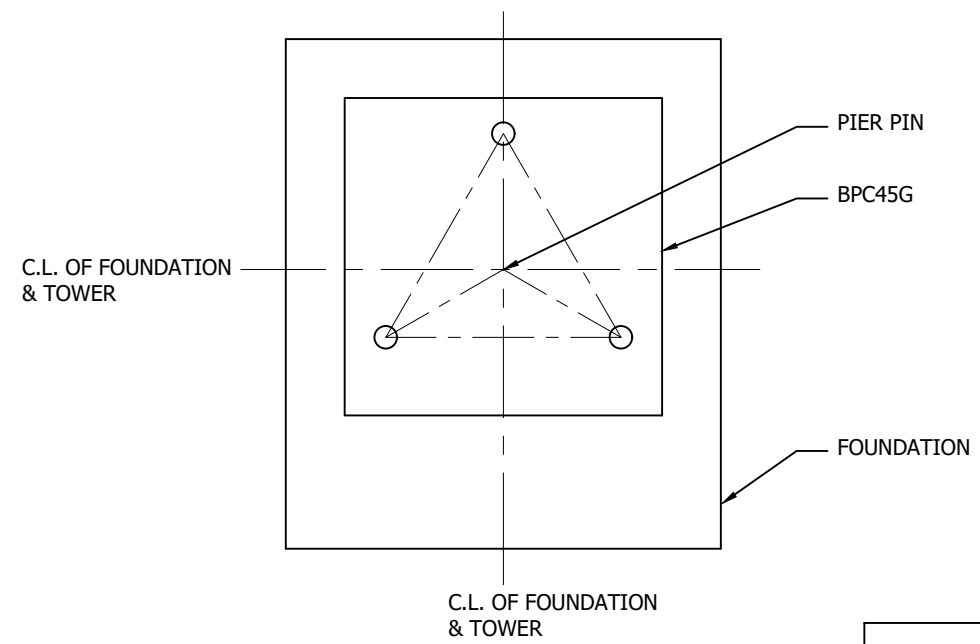 PIER PIN
BPC45G
C.L. OF FOUNDATION
& TOWER
FOUNDATION
C.L. OF FOUNDATION
& TOWER